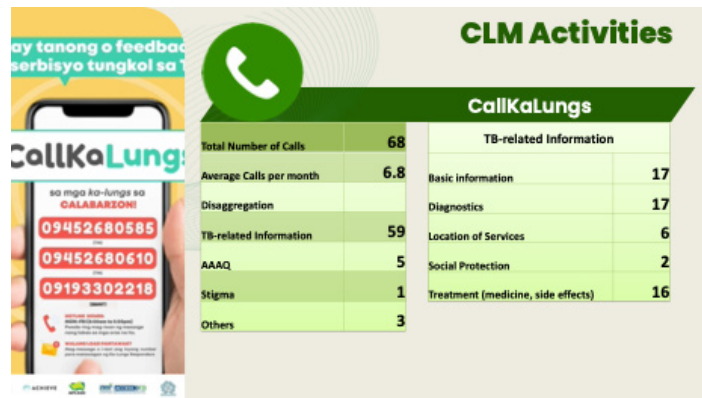 CLM Activities
ay tanong o feedbac
serbisyo tungkol sa T
CallKaLungs
CallKaLungs
sa mga ka-lungs sa
CALABARZON!
09452680585
09452680610
09193302218
Total Number of Calls 68
Average Calls per month 6.8
Disaggregation
TB-related Information 59
AAAQ 5
Stigma 1
Others 3
TB-related Information
Basic information 17
Diagnostics 17
Location of Services 6
Social Protection 2
Treatment (medicine, side effects) 16
ACHIEVE